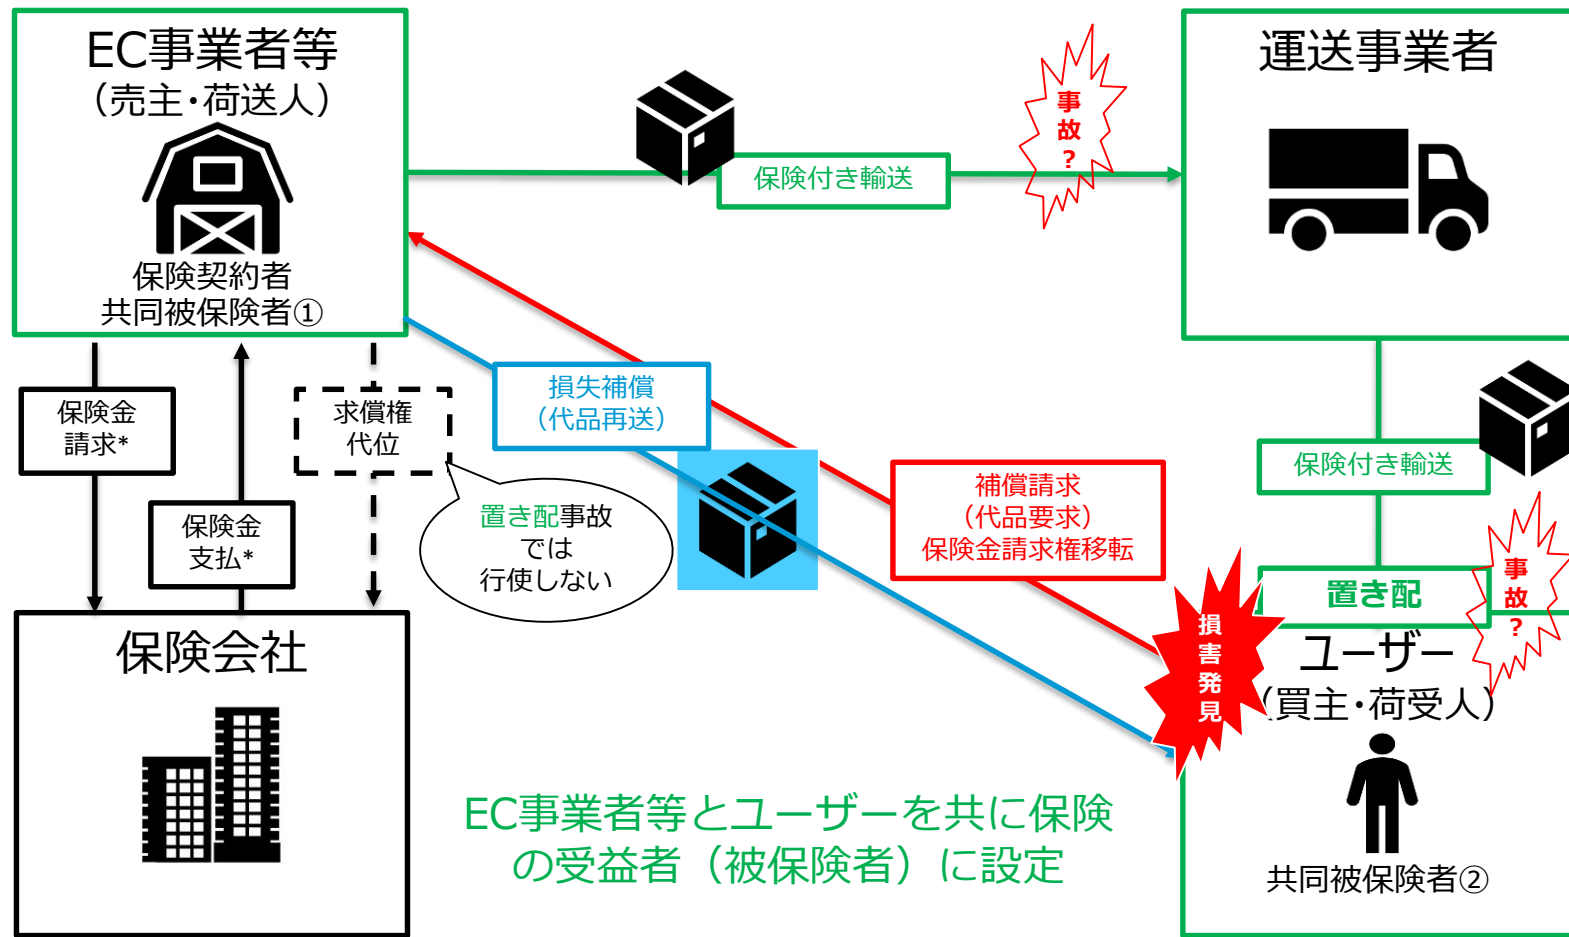 EC事業者等
（売主・荷送人）
保険契約者
共同被保険者①
保険付き輸送
事
故
?
運送事業者
保険金
請求*
保険金
支払*
求償権
代位
置き配事故
では
行使しない
損失補償
（代品再送）
補償請求
（代品要求）
保険金請求権移転
保険付き輸送
置き配
事
故
?
損
害
発
見
保険会社
ユーザー
（買主・荷受人）
共同被保険者②
EC事業者等とユーザーを共に保険
の受益者（被保険者）に設定